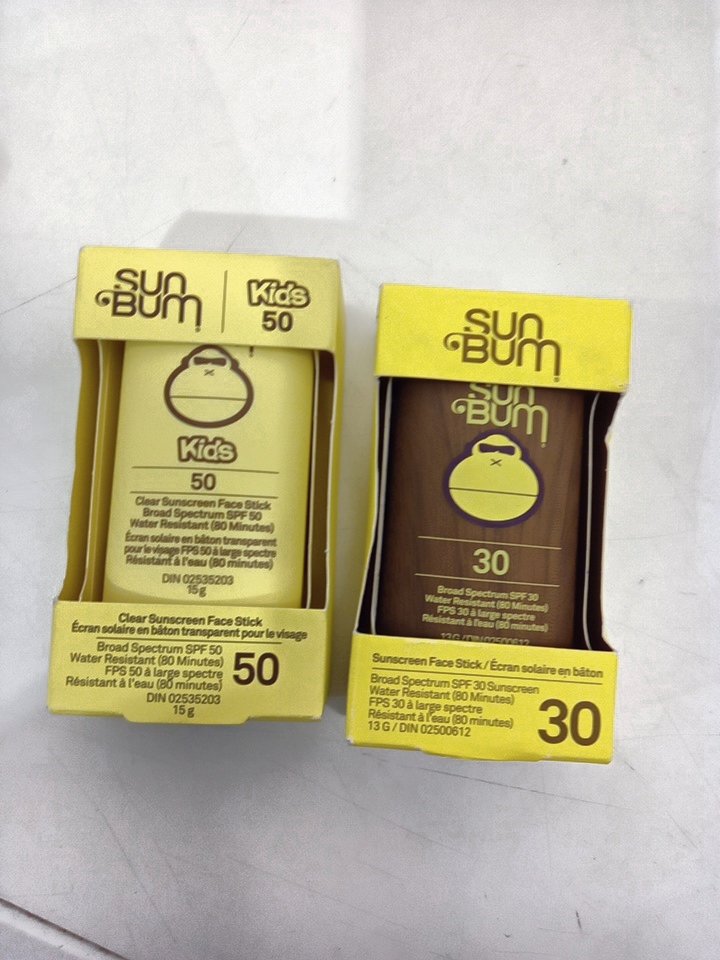 SUN
BUM
Kids
50
Kids
50
Clear Sunscreen Face Stick
Broad Spectrum SPF 50
Water Resistant (80 Minutes)
Écran solaire en bâton transparent
pour le visage FPS 50 à large spectre
Résistant à l'eau (80 minutes)
DIN 02535203
15 g
Clear Sunscreen Face Stick
Écran solaire en bâton transparent pour le visage
Broad Spectrum SPF 50
Water Resistant (80 Minutes)
FPS 50 à large spectre
Résistant à l'eau (80 minutes)
DIN 02535203
15 g
50
SUN
BUM
SUN
BUM
30
Broad Spectrum SPF 30
Water Resistant (80 Minutes)
FPS 30 à large spectre
Résistant à l'eau (80 minutes)
13 G / DIN 02500612
Sunscreen Face Stick / Écran solaire en bâton
Broad Spectrum SPF 30 Sunscreen
Water Resistant (80 Minutes)
FPS 30 à large spectre
Résistant à l'eau (80 minutes)
13 G / DIN 02500612
30